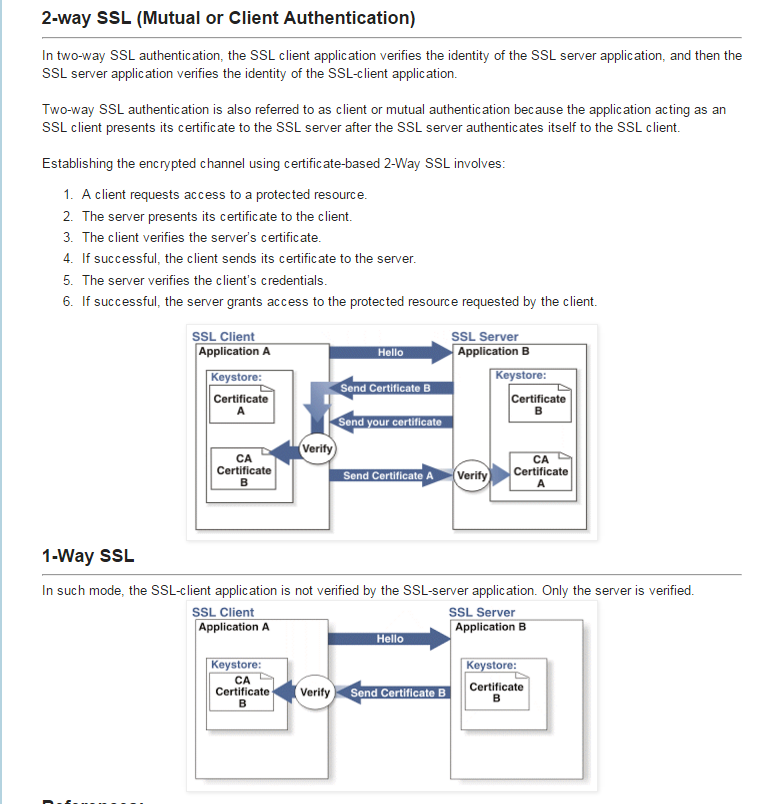 2-way SSL (Mutual or Client Authentication)
In two-way SSL authentication, the SSL client application verifies the identity of the SSL server application, and then the
SSL server application verifies the identity of the SSL-client application.
Two-way SSL authentication is also referred to as client or mutual authentication because the application acting as an
SSL client presents its certificate to the SSL server after the SSL server authenticates itself to the SSL client.
Establishing the encrypted channel using certificate-based 2-Way SSL involves:
1. A client requests access to a protected resource.
2. The server presents its certificate to the client.
3. The client verifies the server's certificate.
4. If successful, the client sends its certificate to the server.
5. The server verifies the client's credentials.
6. If successful, the server grants access to the protected resource requested by the client.
SSL Client
Application A
Keystore:
Certificate
A
CA
Certificate
B
Hello
Send Certificate B
Send your certificate
Verify
Send Certificate A
Verify
SSL Server
Application B
Keystore:
Certificate
B
CA
Certificate
A
1-Way SSL
In such mode, the SSL-client application is not verified by the SSL-server application. Only the server is verified.
SSL Client
Application A
Keystore:
CA
Certificate
B
Hello
Verify
Send Certificate B
SSL Server
Application B
Keystore:
Certificate
B